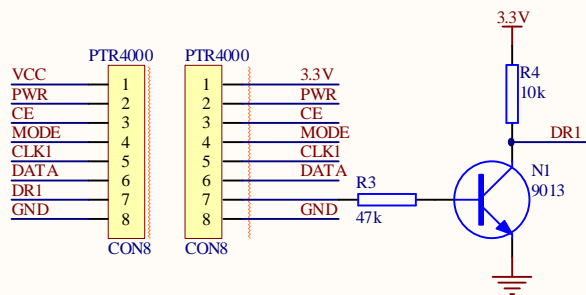 3.3V
PTR4000 PTR4000
VCC 1 1 3.3V
R4
PWR 2 2 PWR
10k
CE 3 3 CE
MODE 4 4 MODE
DR1
CLK1 5 5 CLK1
DATA 6 6 DATA
N1
DR1 7 7 R3
9013
GND 8 8 GND
47k
CON8 CON8